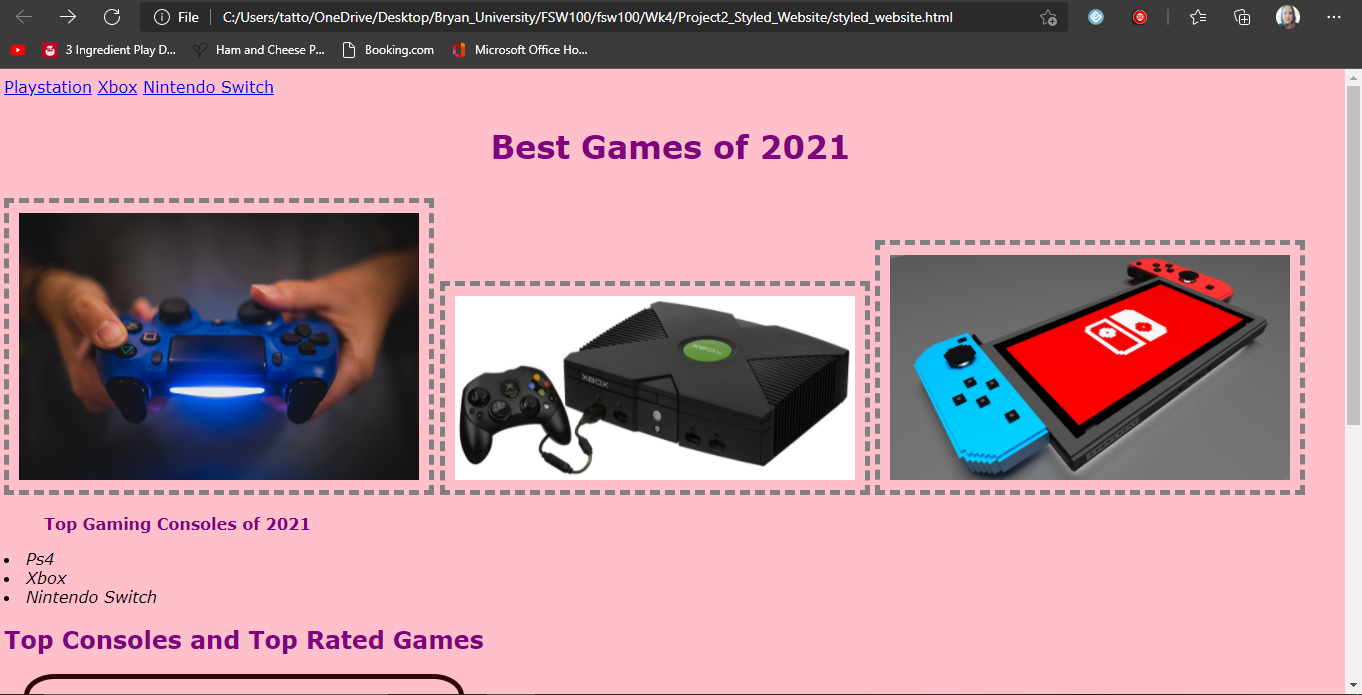 File C:/Users/tatto/OneDrive/Desktop/Bryan_University/FSW100/fsw100/Wk4/Project2_Styled_Website/styled_website.html
3 Ingredient Play D... Ham and Cheese P... Booking.com Microsoft Office Ho...
Playstation Xbox Nintendo Switch
Best Games of 2021
XBOX
XBOX
Top Gaming Consoles of 2021
Ps4
Xbox
Nintendo Switch
Top Consoles and Top Rated Games